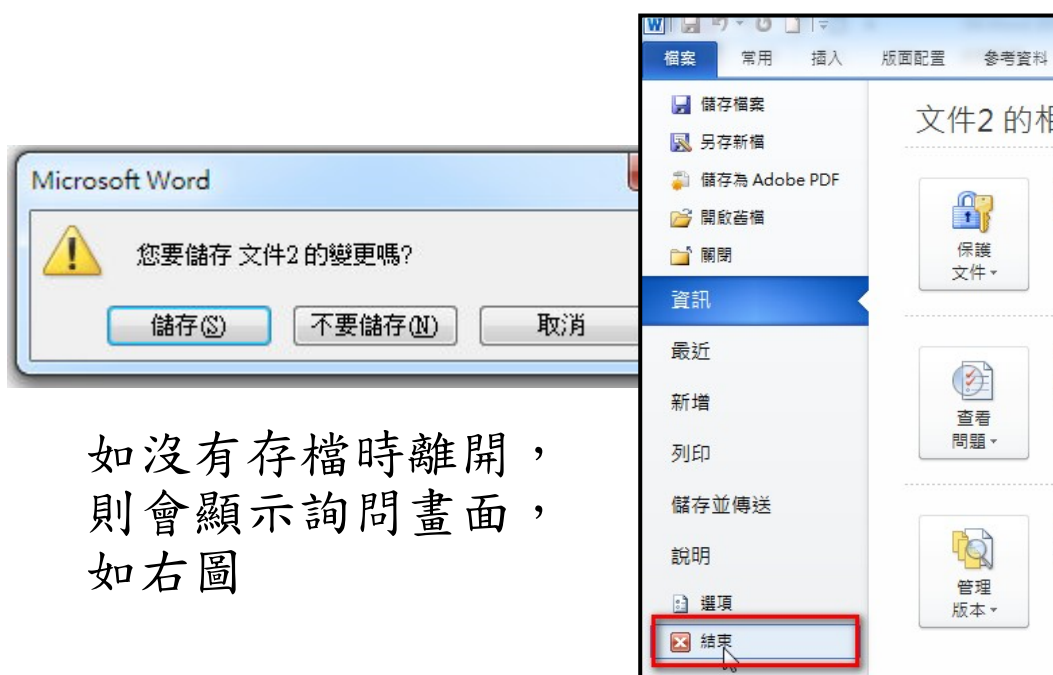 Microsoft Word
您要儲存 文件2 的變更嗎?
儲存(S)
不要儲存(N)
取消
如沒有存檔時離開，
則會顯示詢問畫面，
如右圖
W
檔案 常用 插入 版面配置 參考資料
儲存檔案
另存新檔
儲存為 Adobe PDF
開啟舊檔
關閉
資訊
最近
新增
列印
儲存並傳送
說明
選項
結束
文件2 的相
保護
文件
查看
問題
管理
版本